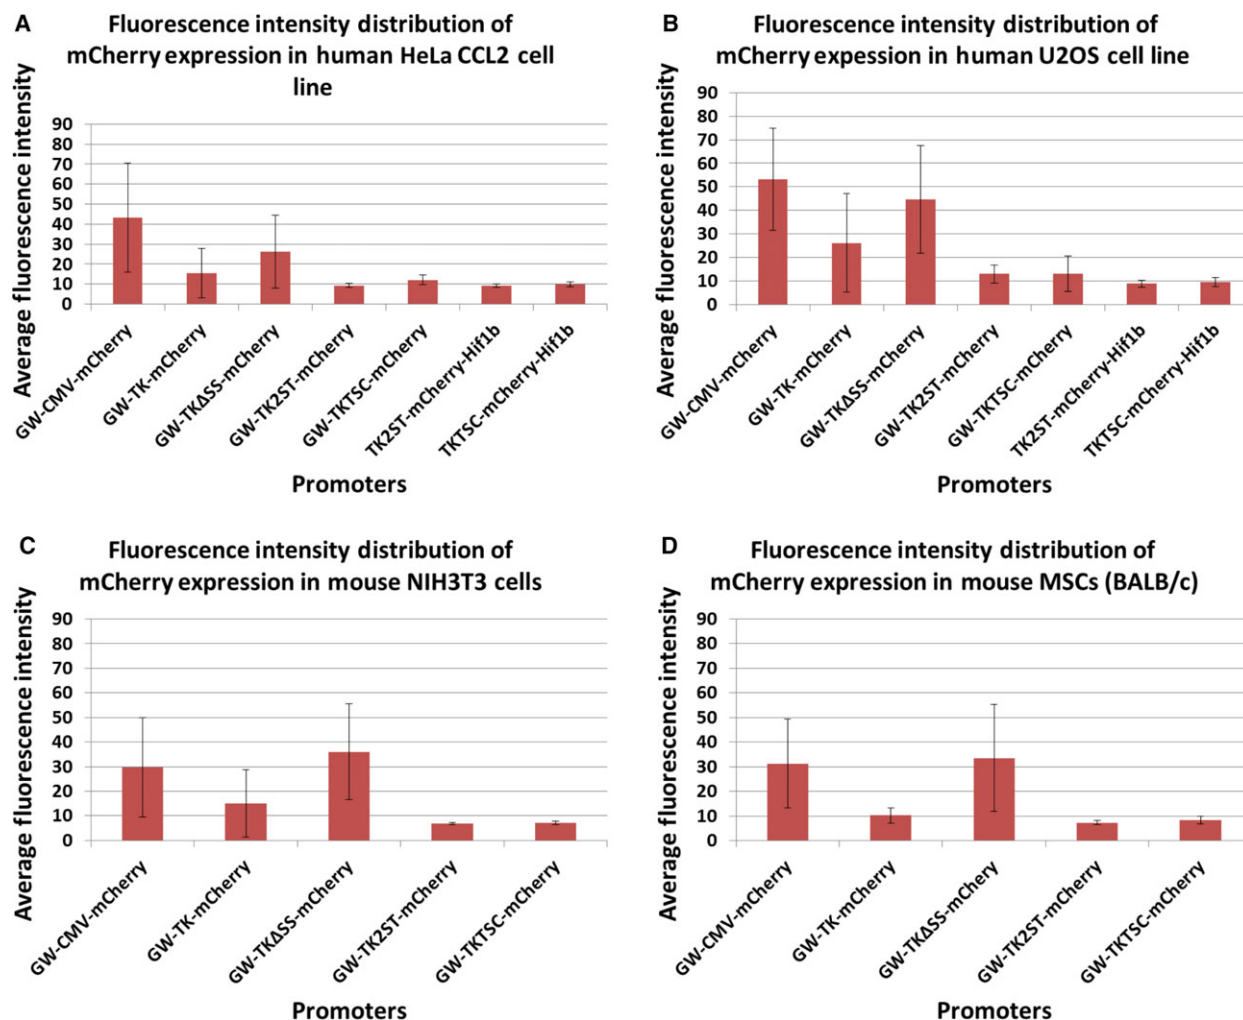 A
Fluorescence intensity distribution of
mCherry expression in human HeLa CCL2 cell
line
Average fluorescence intensity
90
80
70
60
50
40
30
20
10
0
GW-CMV-mCherry
GW-TK-mCherry
GW-TKΔSS-mCherry
GW-TK2ST-mCherry
GW-TKTSC-mCherry
TK2ST-mCherry-Hif1b
TKTSC-mCherry-Hif1b
Promoters
B
Fluorescence intensity distribution of
mCherry expession in human U2OS cell line
Average fluorescence intensity
90
80
70
60
50
40
30
20
10
0
GW-CMV-mCherry
GW-TK-mCherry
GW-TKΔSS-mCherry
GW-TK2ST-mCherry
GW-TKTSC-mCherry
TK2ST-mCherry-Hif1b
TKTSC-mCherry-Hif1b
Promoters
C
Fluorescence intensity distribution of
mCherry expression in mouse NIH3T3 cells
Average fluorescence intensity
90
80
70
60
50
40
30
20
10
0
GW-CMV-mCherry
GW-TK-mCherry
GW-TKΔSS-mCherry
GW-TK2ST-mCherry
GW-TKTSC-mCherry
Promoters
D
Fluorescence intensity distribution of
mCherry expression in mouse MSCs (BALB/c)
Average fluorescence intensity
90
80
70
60
50
40
30
20
10
0
GW-CMV-mCherry
GW-TK-mCherry
GW-TKΔSS-mCherry
GW-TK2ST-mCherry
GW-TKTSC-mCherry
Promoters